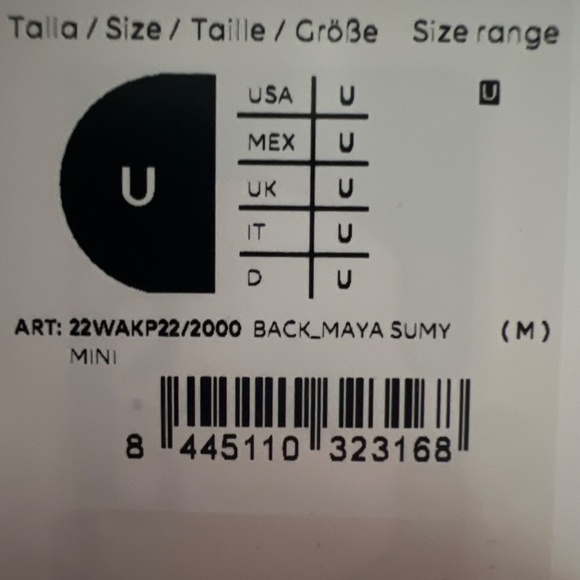 Talla / Size / Taille / Größe Size range
U
USA U
MEX U
UK U
IT U
D U
U
ART: 22WAKP22/2000 BACK_MAYA SUMY (M)
MINI
8 445110 323168